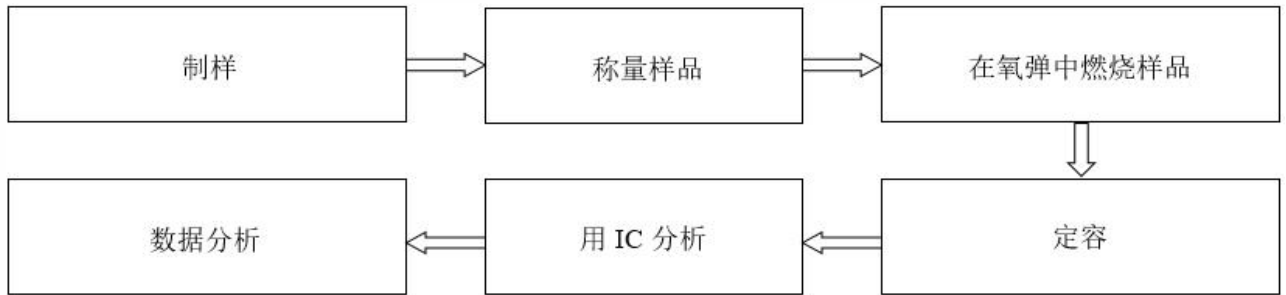 制样
称量样品
在氧弹中燃烧样品
定容
用 IC 分析
数据分析